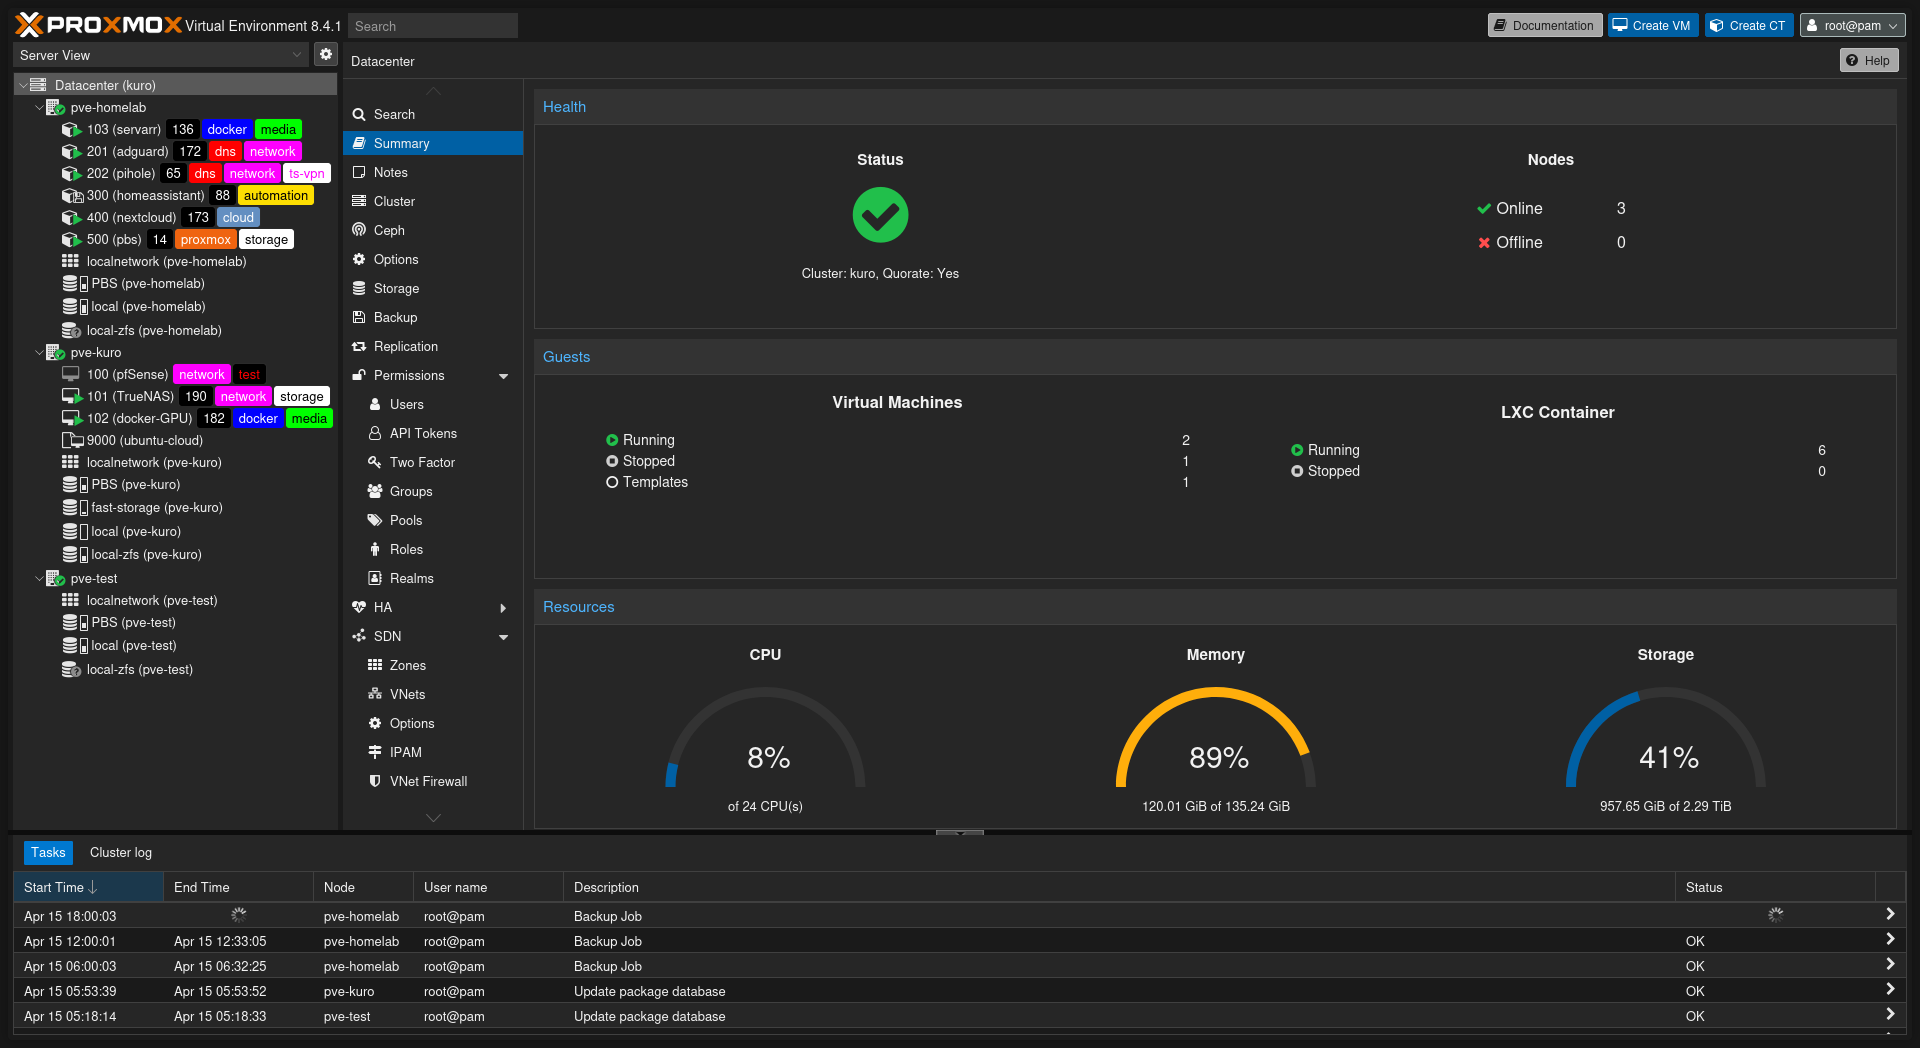 PROXMOX Virtual Environment 8.4.1 Search Documentation Create VM Create CT root@pam
Server View
Datacenter Help
Datacenter (kuro)
pve-homelab
103 (servarr) 136 docker media
201 (adguard) 172 dns network
202 (pihole) 65 dns network ts-vpn
300 (homeassistant) 88 automation
400 (nextcloud) 173 cloud
500 (pbs) 14 proxmox storage
localnetwork (pve-homelab)
PBS (pve-homelab)
local (pve-homelab)
local-zfs (pve-homelab)
pve-kuro
100 (pfSense) network test
101 (TrueNAS) 190 network storage
102 (docker-GPU) 182 docker media
9000 (ubuntu-cloud)
localnetwork (pve-kuro)
PBS (pve-kuro)
fast-storage (pve-kuro)
local (pve-kuro)
local-zfs (pve-kuro)
pve-test
localnetwork (pve-test)
PBS (pve-test)
local (pve-test)
local-zfs (pve-test)
Search
Summary
Notes
Cluster
Ceph
Options
Storage
Backup
Replication
Permissions
Users
API Tokens
Two Factor
Groups
Pools
Roles
Realms
HA
SDN
Zones
VNets
Options
IPAM
VNet Firewall
Health
Status
Cluster: kuro, Quorate: Yes
Nodes
Online 3
Offline 0
Guests
Virtual Machines
Running 2
Stopped 1
Templates 1
LXC Container
Running 6
Stopped 0
Resources
CPU
8%
of 24 CPU(s)
Memory
89%
120.01 GiB of 135.24 GiB
Storage
41%
957.65 GiB of 2.29 TiB
Tasks Cluster log
Start Time End Time Node User name Description Status
Apr 15 18:00:03 pve-homelab root@pam Backup Job
Apr 15 12:00:01 Apr 15 12:33:05 pve-homelab root@pam Backup Job OK
Apr 15 06:00:03 Apr 15 06:32:25 pve-homelab root@pam Backup Job OK
Apr 15 05:53:39 Apr 15 05:53:52 pve-kuro root@pam Update package database OK
Apr 15 05:18:14 Apr 15 05:18:33 pve-test root@pam Update package database OK